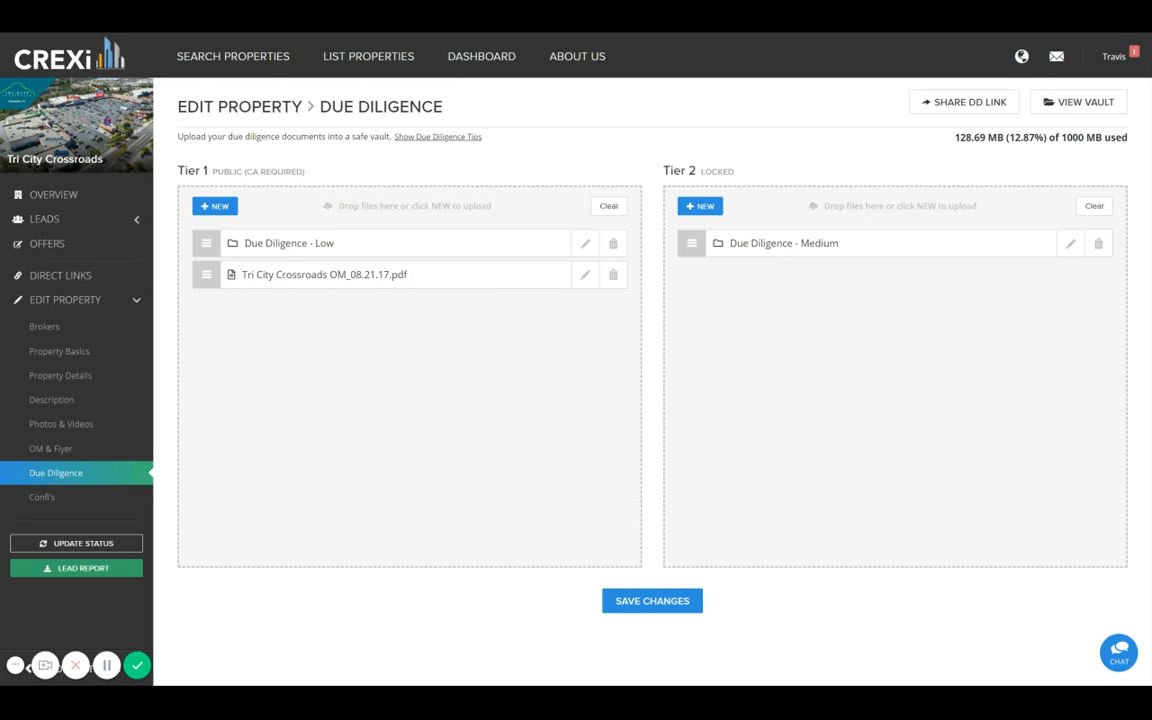 CREXi
SEARCH PROPERTIES
LIST PROPERTIES
DASHBOARD
ABOUT US
Travis
Tri City Crossroads
OVERVIEW
LEADS
OFFERS
DIRECT LINKS
EDIT PROPERTY
Brokers
Property Basics
Property Details
Description
Photos & Videos
OM & Flyer
Due Diligence
Confi's
UPDATE STATUS
LEAD REPORT
EDIT PROPERTY > DUE DILIGENCE
SHARE DD LINK
VIEW VAULT
Upload your due diligence documents into a safe vault. Show Due Diligence Tips
128.69 MB (12.87%) of 1000 MB used
Tier 1 PUBLIC (CA REQUIRED)
+ NEW
Drop files here or click NEW to upload
Clear
Due Diligence - Low
Tri City Crossroads OM_08.21.17.pdf
Tier 2 LOCKED
+ NEW
Drop files here or click NEW to upload
Clear
Due Diligence - Medium
SAVE CHANGES
CHAT